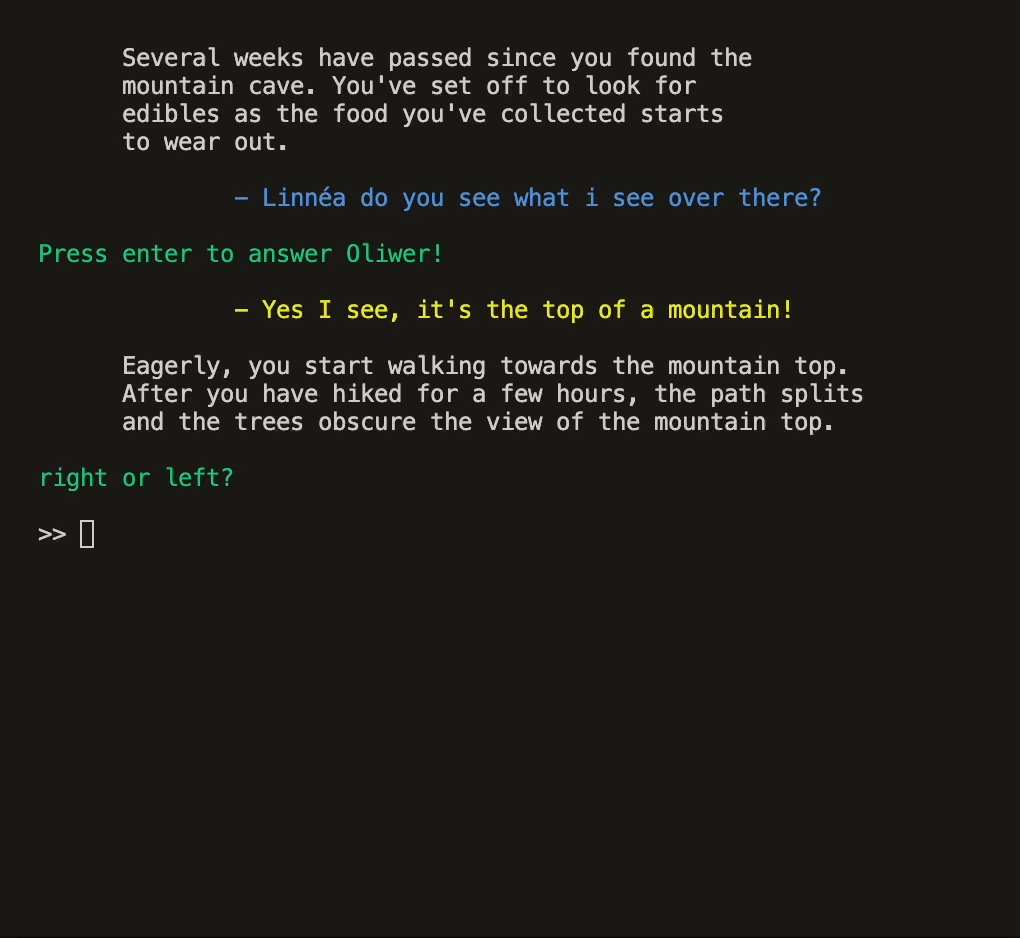 Several weeks have passed since you found the
mountain cave. You've set off to look for
edibles as the food you've collected starts
to wear out.
– Linnéa do you see what i see over there?
Press enter to answer Oliwer!
– Yes I see, it's the top of a mountain!
Eagerly, you start walking towards the mountain top.
After you have hiked for a few hours, the path splits
and the trees obscure the view of the mountain top.
right or left?
>>